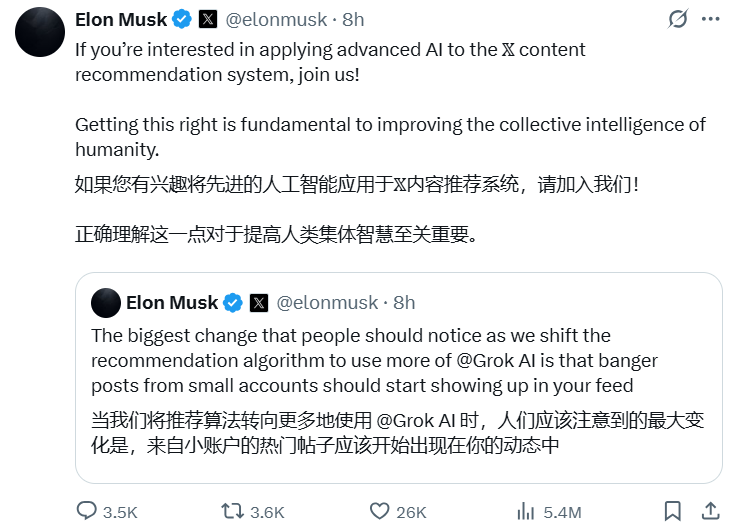 Elon Musk @elonmusk · 8h
If you’re interested in applying advanced AI to the 𝕏 content
recommendation system, join us!
Getting this right is fundamental to improving the collective intelligence of
humanity.
如果您有兴趣将先进的人工智能应用于𝕏内容推荐系统，请加入我们！
正确理解这一点对于提高人类集体智慧至关重要。
Elon Musk @elonmusk · 8h
The biggest change that people should notice as we shift the
recommendation algorithm to use more of @Grok AI is that banger
posts from small accounts should start showing up in your feed
当我们将推荐算法转向更多地使用 @Grok AI 时，人们应该注意到的最大变
化是，来自小账户的热门帖子应该开始出现在你的动态中
3.5K 3.6K 26K 5.4M